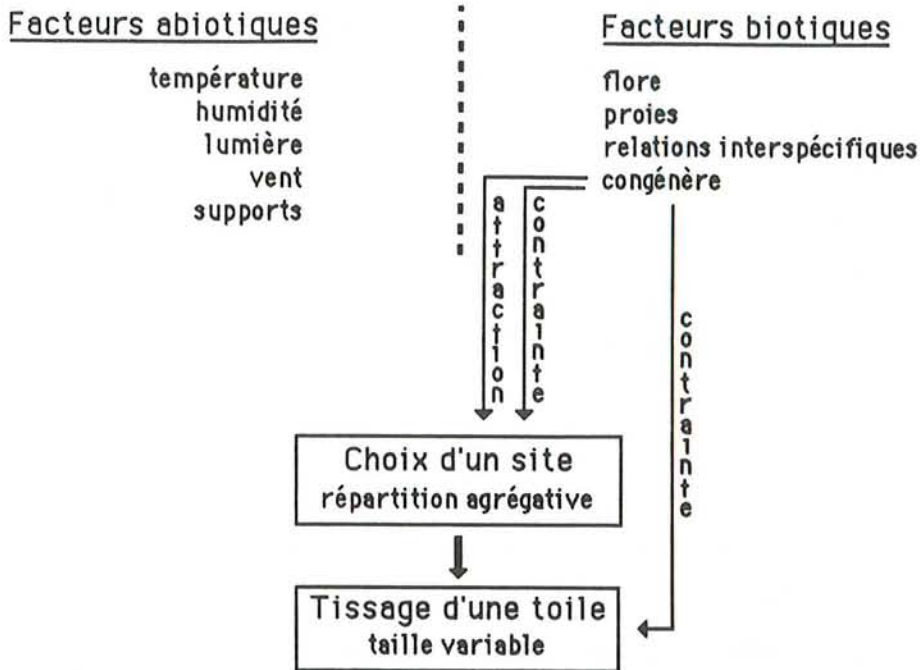 Facteurs abiotiques
température
humidité
lumière
vent
supports
Facteurs biotiques
flore
proies
relations interspécifiques
congénère
attraction
contrainte
contrainte
Choix d'un site
répartition agrégative
Tissage d'une toile
taille variable